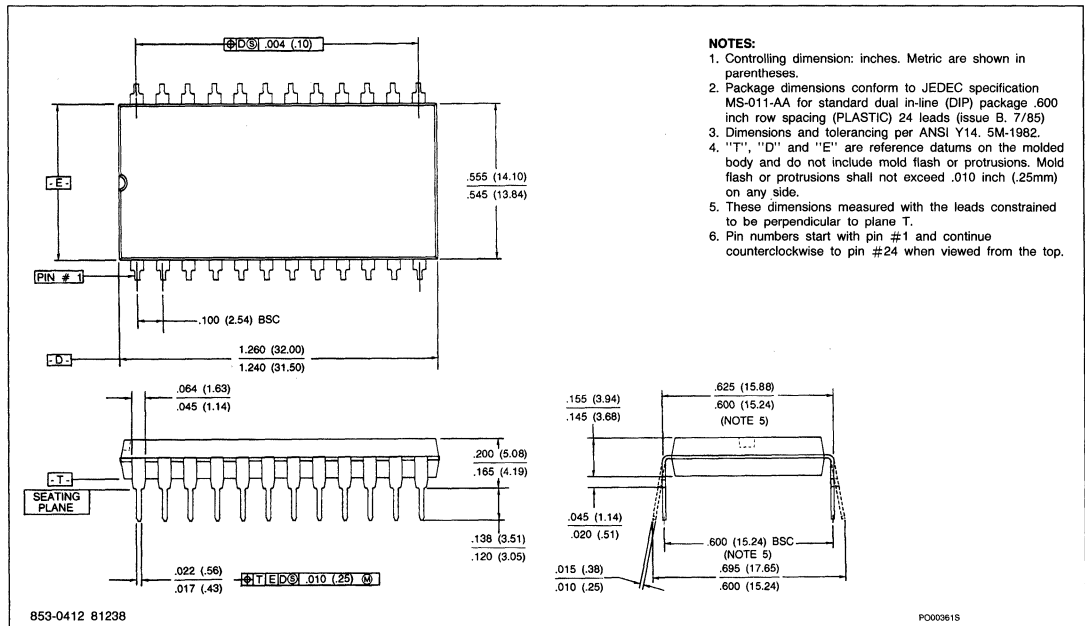 ⌖ D Ⓢ .004 (.10)
- E -
.555 (14.10)
.545 (13.84)
PIN # 1
.100 (2.54) BSC
- D -
1.260 (32.00)
1.240 (31.50)
NOTES:
1. Controlling dimension: inches. Metric are shown in
parentheses.
2. Package dimensions conform to JEDEC specification
MS-011-AA for standard dual in-line (DIP) package .600
inch row spacing (PLASTIC) 24 leads (issue B. 7/85)
3. Dimensions and tolerancing per ANSI Y14. 5M-1982.
4. "T", "D" and "E" are reference datums on the molded
body and do not include mold flash or protrusions. Mold
flash or protrusions shall not exceed .010 inch (.25mm)
on any side.
5. These dimensions measured with the leads constrained
to be perpendicular to plane T.
6. Pin numbers start with pin #1 and continue
counterclockwise to pin #24 when viewed from the top.
.064 (1.63)
.045 (1.14)
.200 (5.08)
.165 (4.19)
- T -
SEATING
PLANE
.138 (3.51)
.120 (3.05)
.022 (.56)
.017 (.43)
⌖ T E D Ⓢ .010 (.25) Ⓜ
.155 (3.94)
.145 (3.68)
.625 (15.88)
.600 (15.24)
(NOTE 5)
.045 (1.14)
.020 (.51)
.600 (15.24) BSC
(NOTE 5)
.015 (.38)
.010 (.25)
.695 (17.65)
.600 (15.24)
853-0412 81238
PO00361S